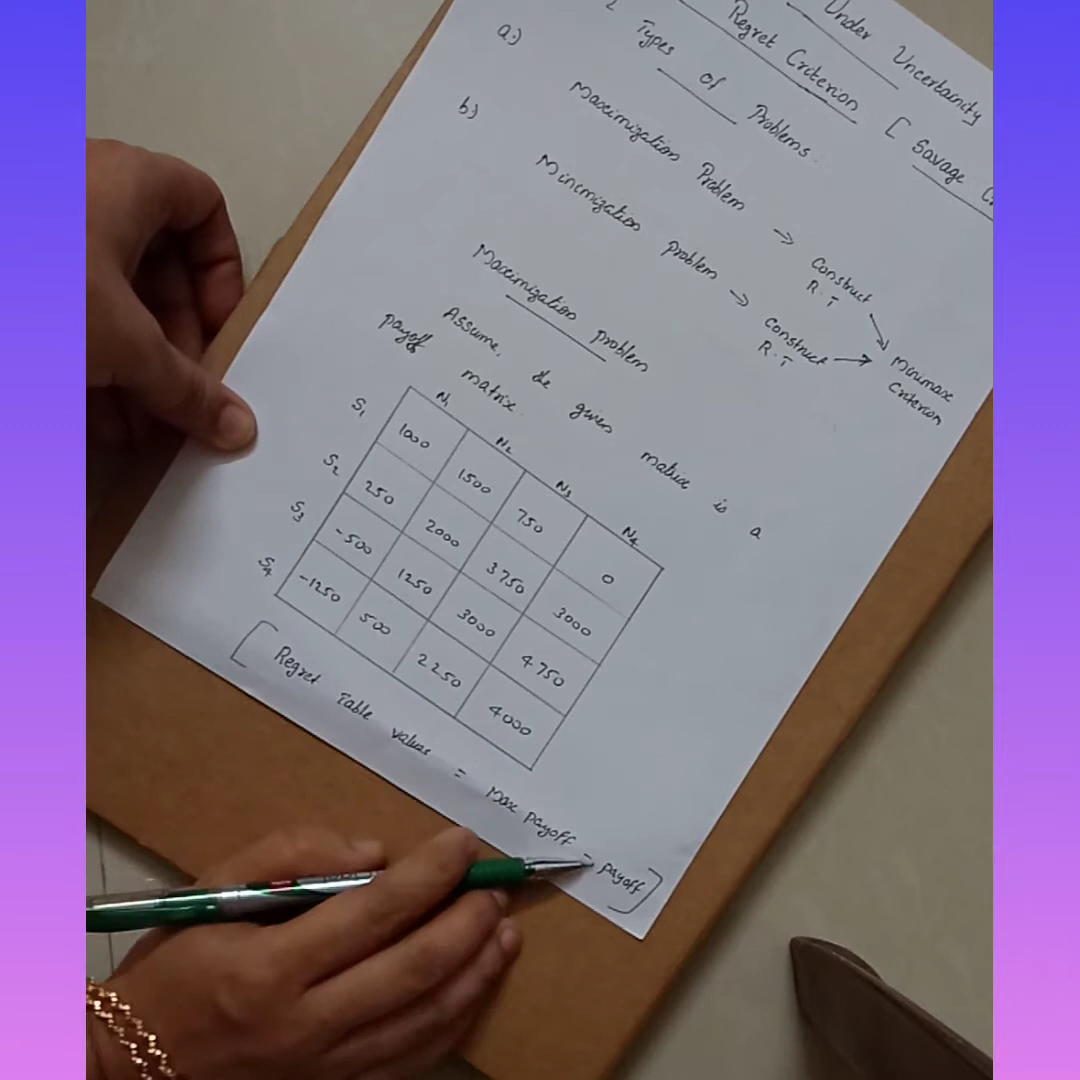 Under Uncertainty
Regret Criterion [ Savage
2 Types of Problems.
a.) Maximization Problem → Construct R.T
b.) Minimization problem → Construct R.T → Minimax Criterion
Maximization problem
Assume, the given matrix is a
payoff matrix.
N1 N2 N3 N4
S1 1000 1500 750 0
S2 250 2000 3750 3000
S3 -500 1250 3000 4750
S4 -1250 500 2250 4000
[Regret Table values = Max payoff - payoff]